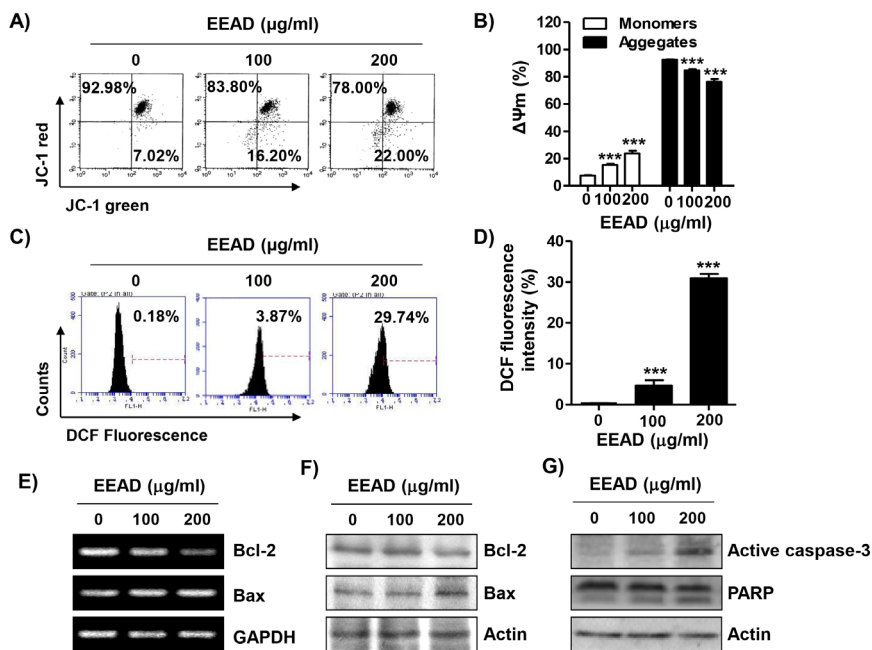 A)
EEAD (µg/ml)
0 100 200
92.98% 83.80% 78.00%
7.02% 16.20% 22.00%
JC-1 red
JC-1 green
B)
Monomers
Aggegates
ΔΨm (%)
120
100
80
60
40
20
0
*** *** *** ***
0 100 200 0 100 200
EEAD (µg/ml)
C)
EEAD (µg/ml)
0 100 200
0.18% 3.87% 29.74%
Count
FL1-H FL1-H FL1-H
Counts
DCF Fluorescence
D)
DCF fluorescence
intensity (%)
40
30
20
10
0
*** ***
0 100 200
EEAD (µg/ml)
E)
EEAD (µg/ml)
0 100 200
Bcl-2
Bax
GAPDH
F)
EEAD (µg/ml)
0 100 200
Bcl-2
Bax
Actin
G)
EEAD (µg/ml)
0 100 200
Active caspase-3
PARP
Actin